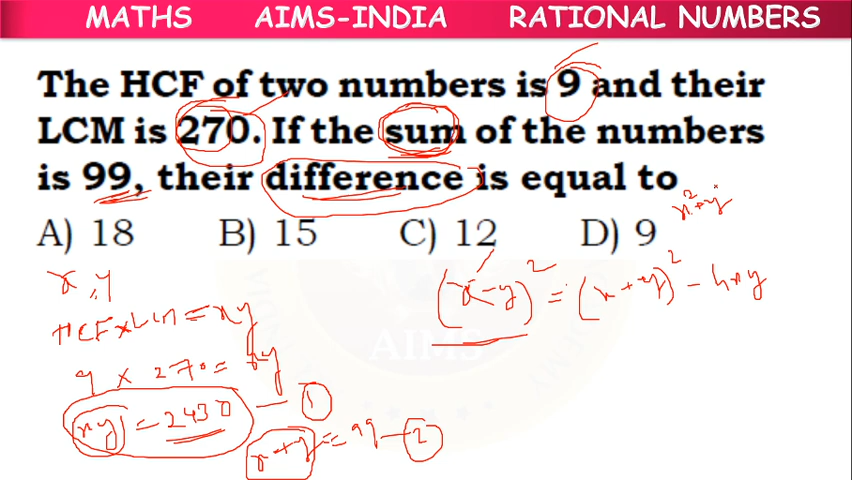 MATHS AIMS-INDIA RATIONAL NUMBERS
The HCF of two numbers is 9 and their
LCM is 270. If the sum of the numbers
is 99, their difference is equal to
A) 18 B) 15 C) 12 D) 9
x²+y
x, y
(x-y)² = (x+y)² - 4xy
HCF x LCM = xy
AIMS
9 x 270 = xy
xy = 2430 — 1
x+y = 99 — 2